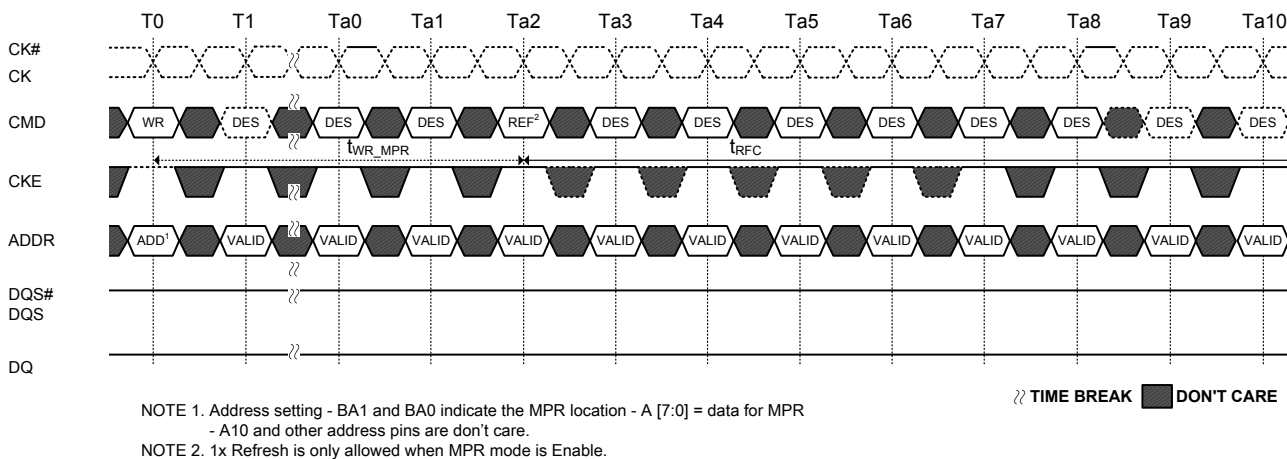 T0 T1 Ta0 Ta1 Ta2 Ta3 Ta4 Ta5 Ta6 Ta7 Ta8 Ta9 Ta10
CK#
CK
CMD WR DES DES DES REF² DES DES DES DES DES DES DES DES
tWR_MPR tRFC
CKE
ADDR ADD¹ VALID VALID VALID VALID VALID VALID VALID VALID VALID VALID VALID VALID
DQS#
DQS
DQ
TIME BREAK DON'T CARE
NOTE 1. Address setting - BA1 and BA0 indicate the MPR location - A [7:0] = data for MPR
- A10 and other address pins are don't care.
NOTE 2. 1x Refresh is only allowed when MPR mode is Enable.